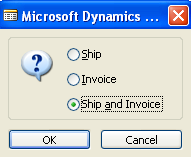 Microsoft Dynamics ...
Ship
Invoice
Ship and Invoice
OK
Cancel